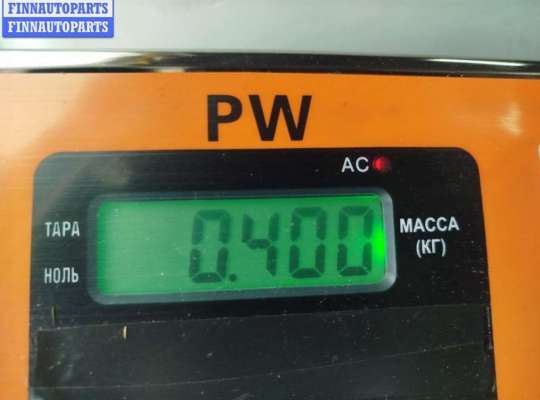 FINNAUTOPARTS
FINNAUTOPARTS
PW
AC
ТАРА
0.400
МАССА
(КГ)
НОЛЬ